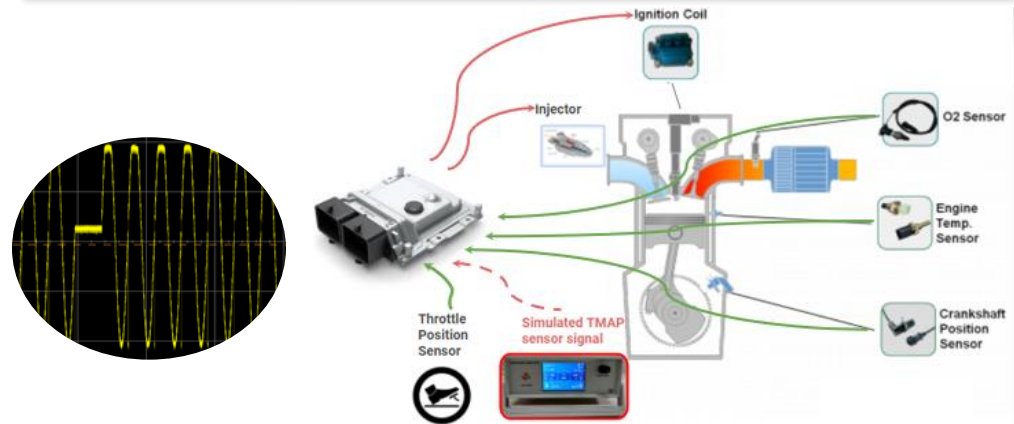 Ignition Coil
Injector
O2 Sensor
Engine
Temp.
Sensor
Throttle
Position
Sensor
Simulated TMAP
sensor signal
Crankshaft
Position
Sensor